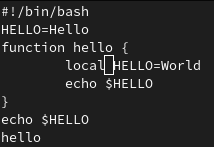 #!/bin/bash
HELLO=Hello
function hello {
        local HELLO=World
        echo $HELLO
}
echo $HELLO
hello